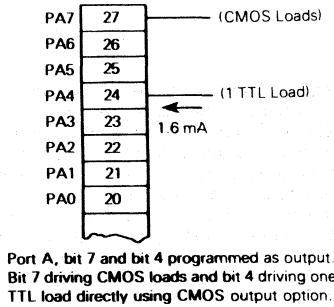 PA7 27 (CMOS Loads)
PA6 26
PA5 25
PA4 24 (1 TTL Load)
1.6 mA
PA3 23
PA2 22
PA1 21
PA0 20
Port A, bit 7 and bit 4 programmed as output.
Bit 7 driving CMOS loads and bit 4 driving one
TTL load directly using CMOS output option.